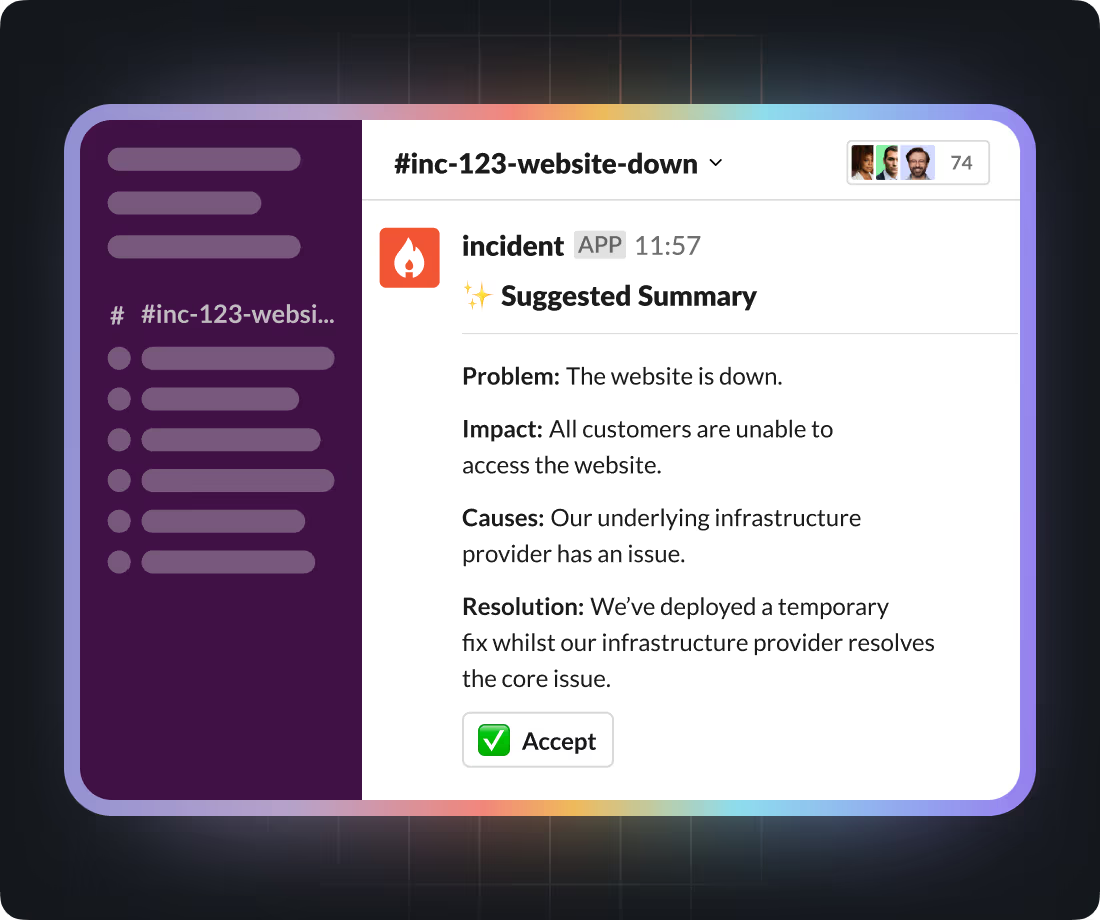 #inc-123-website-down
74
# #inc-123-websi...
incident APP 11:57
✨ Suggested Summary
Problem: The website is down.
Impact: All customers are unable to
access the website.
Causes: Our underlying infrastructure
provider has an issue.
Resolution: We’ve deployed a temporary
fix whilst our infrastructure provider resolves
the core issue.
✅ Accept